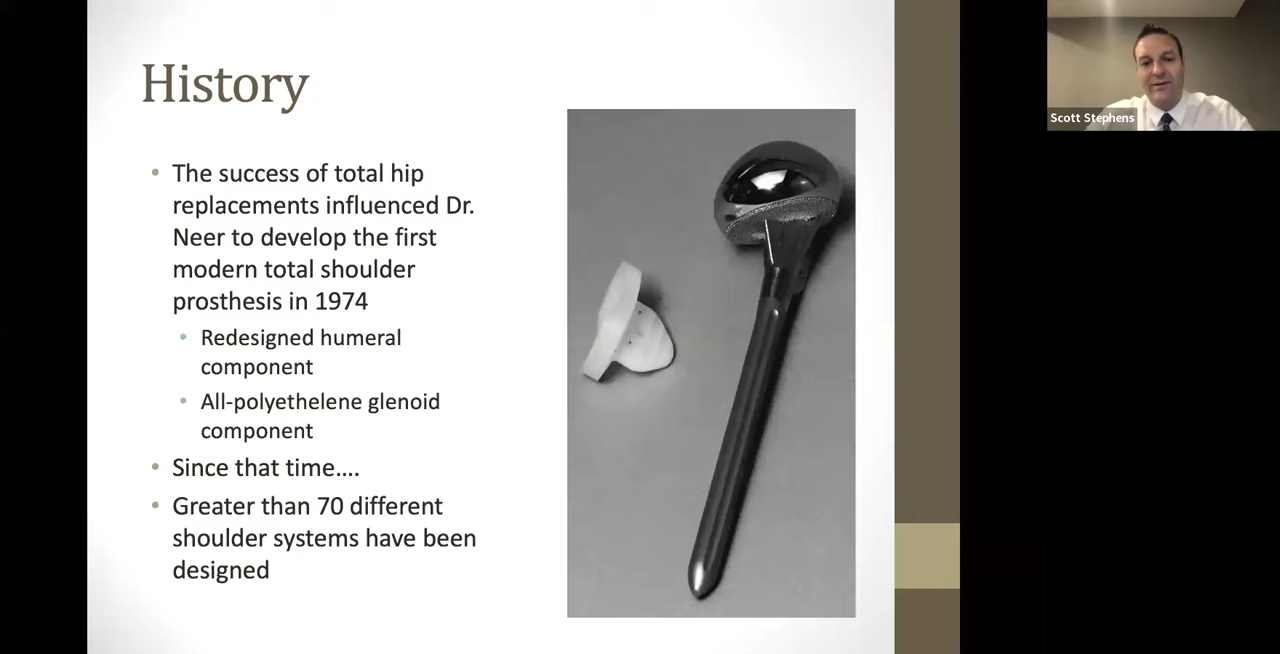 History
The success of total hip
replacements influenced Dr.
Neer to develop the first
modern total shoulder
prosthesis in 1974
Redesigned humeral
component
All-polyethelene glenoid
component
Since that time....
Greater than 70 different
shoulder systems have been
designed
Scott Stephens